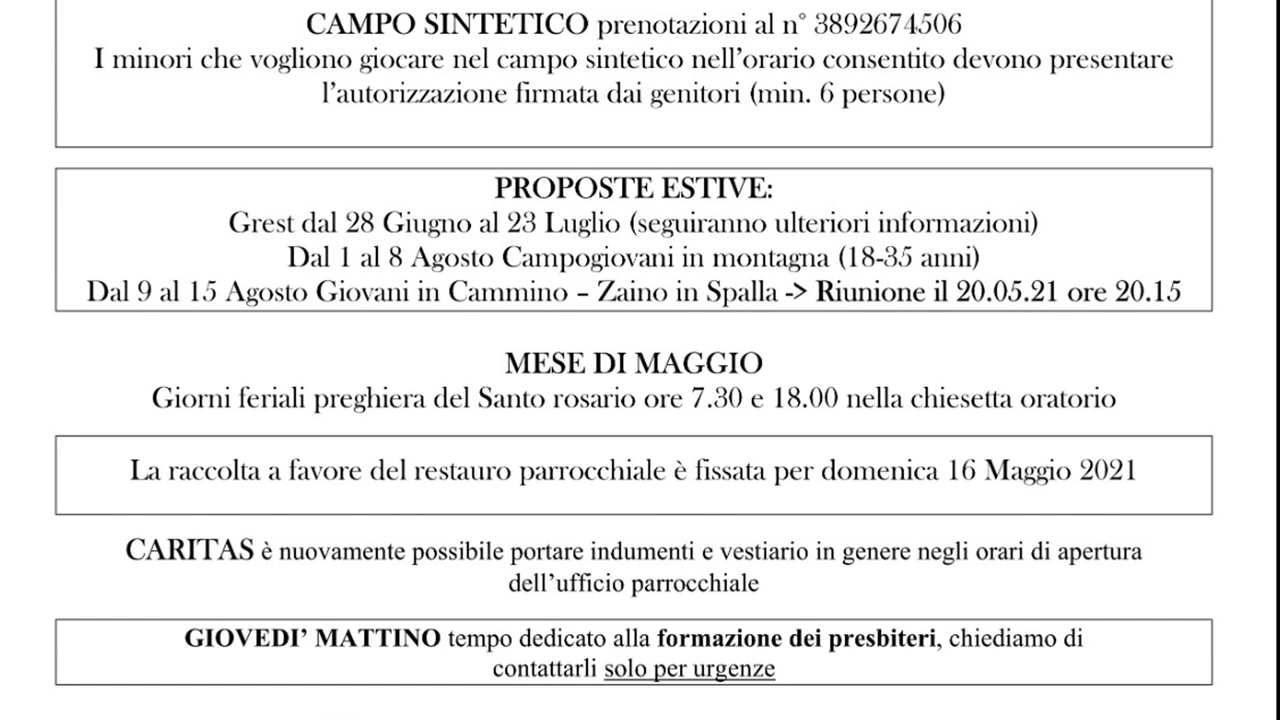 CAMPO SINTETICO prenotazioni al n° 3892674506
I minori che vogliono giocare nel campo sintetico nell'orario consentito devono presentare
l'autorizzazione firmata dai genitori (min. 6 persone)
PROPOSTE ESTIVE:
Grest dal 28 Giugno al 23 Luglio (seguiranno ulteriori informazioni)
Dal 1 al 8 Agosto Campogiovani in montagna (18-35 anni)
Dal 9 al 15 Agosto Giovani in Cammino – Zaino in Spalla -> Riunione il 20.05.21 ore 20.15
MESE DI MAGGIO
Giorni feriali preghiera del Santo rosario ore 7.30 e 18.00 nella chiesetta oratorio
La raccolta a favore del restauro parrocchiale è fissata per domenica 16 Maggio 2021
CARITAS è nuovamente possibile portare indumenti e vestiario in genere negli orari di apertura
dell'ufficio parrocchiale
GIOVEDI' MATTINO tempo dedicato alla formazione dei presbiteri, chiediamo di
contattarli solo per urgenze